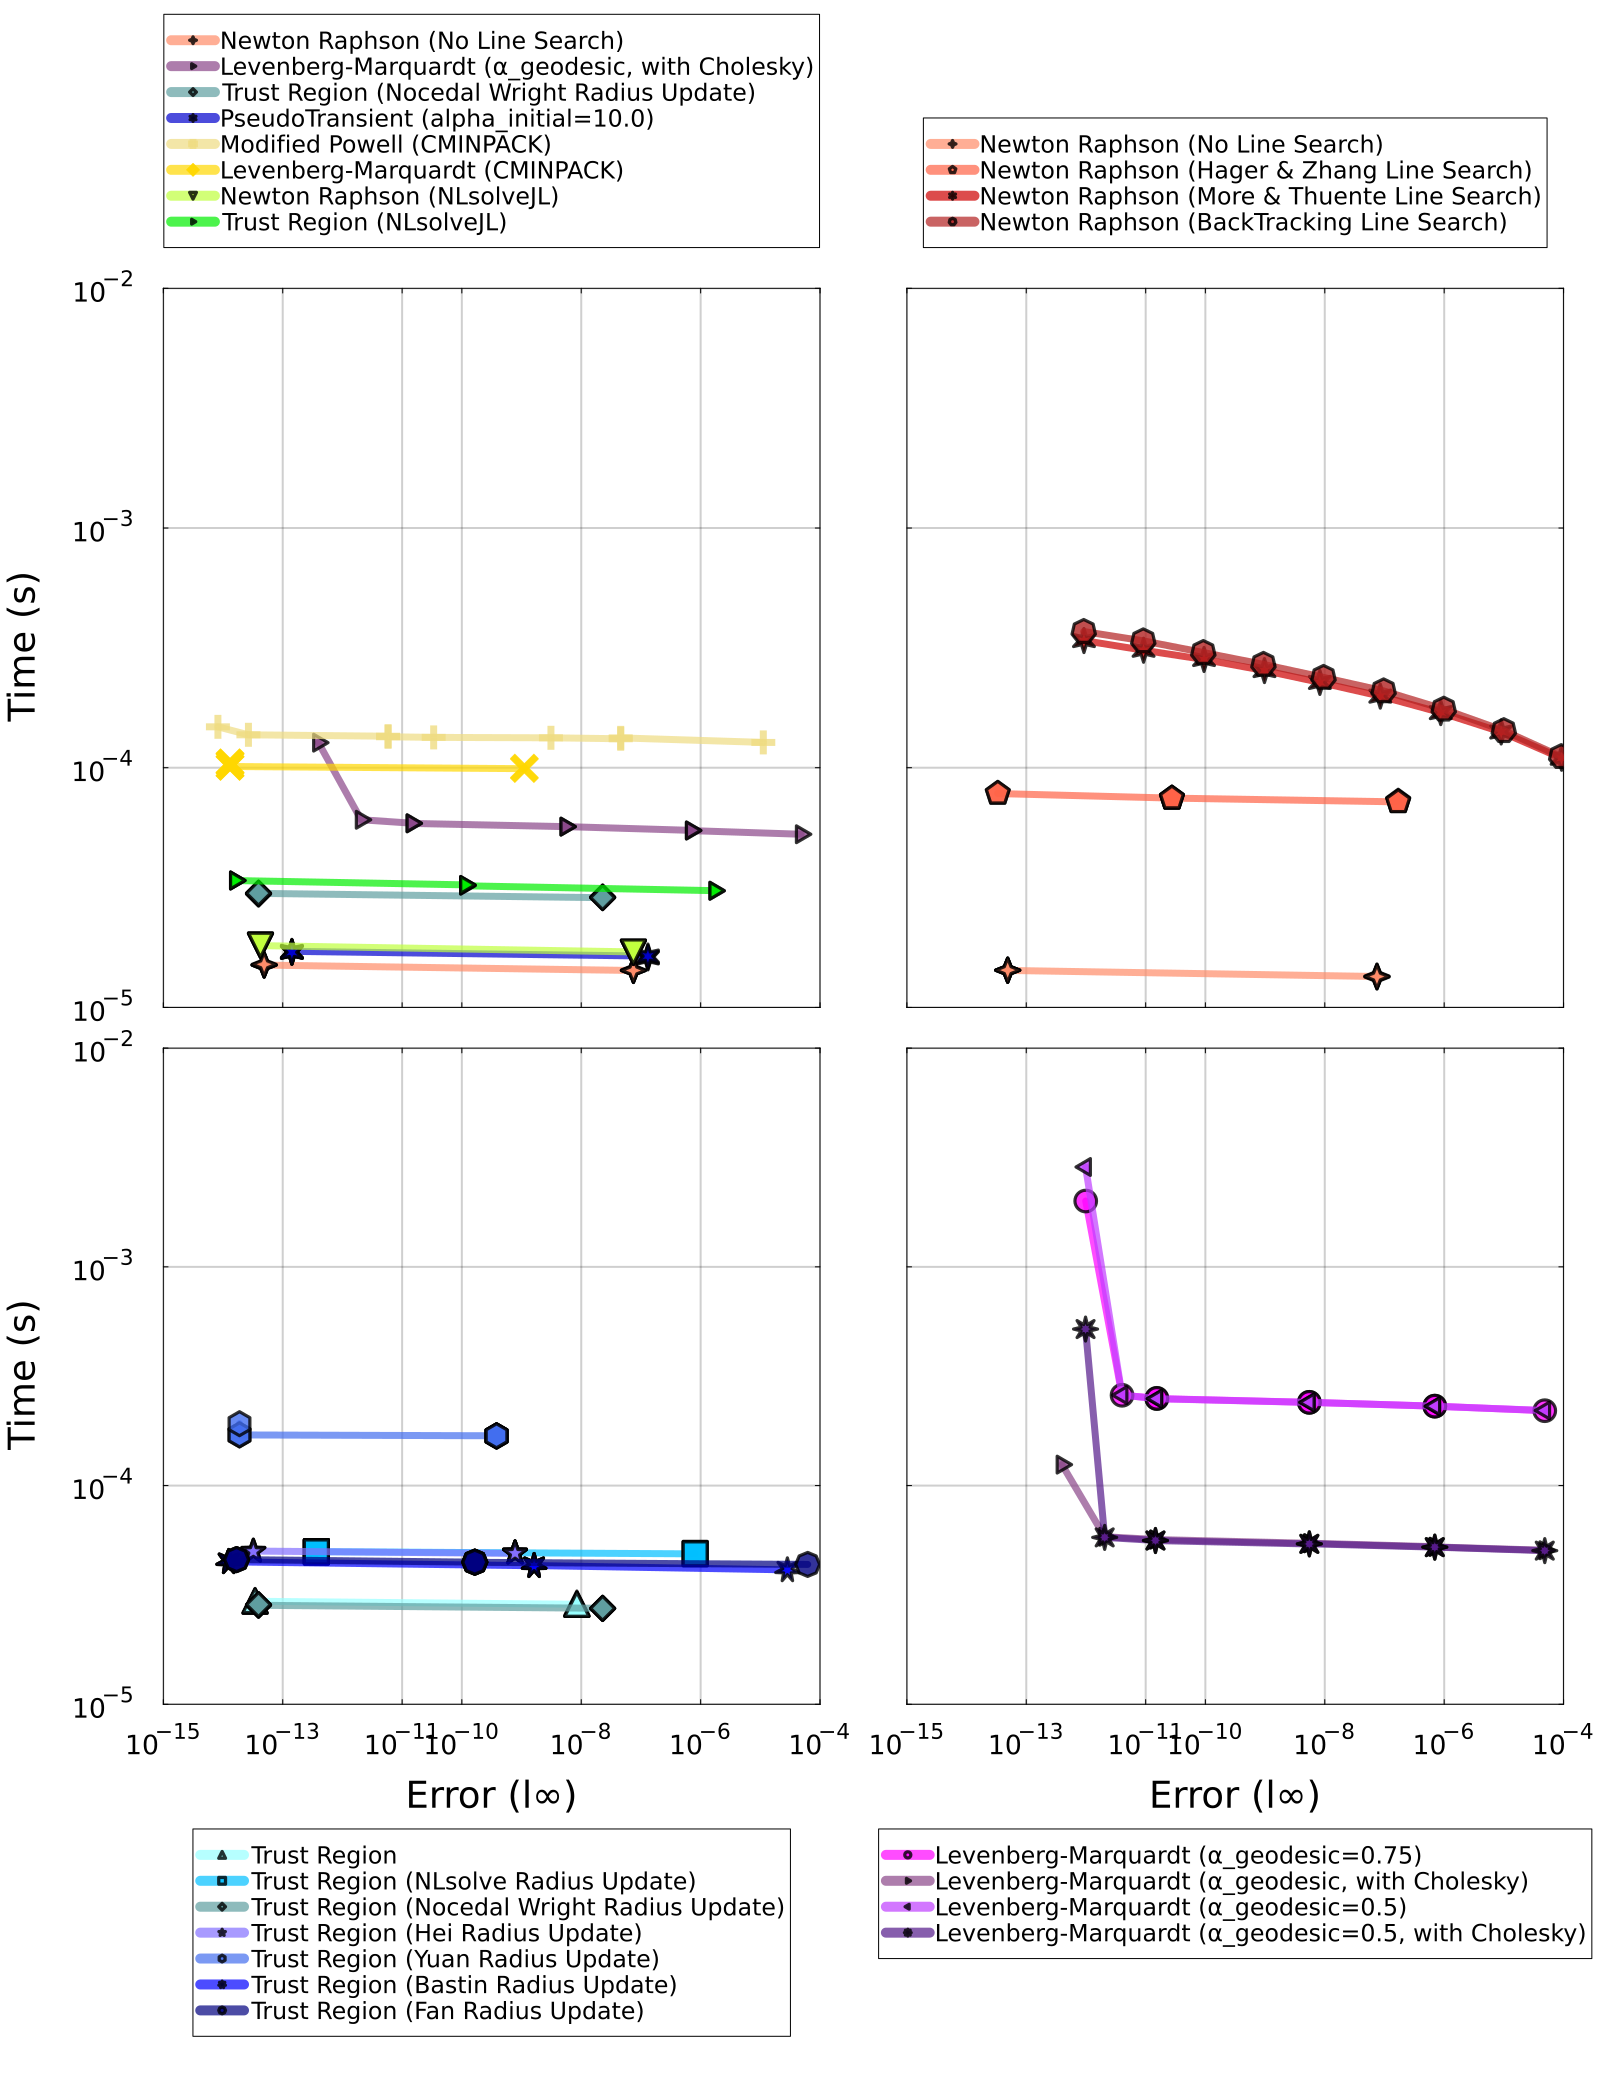 Newton Raphson (No Line Search)
Levenberg-Marquardt (α_geodesic, with Cholesky)
Trust Region (Nocedal Wright Radius Update)
PseudoTransient (alpha_initial=10.0)
Modified Powell (CMINPACK)
Levenberg-Marquardt (CMINPACK)
Newton Raphson (NLsolveJL)
Trust Region (NLsolveJL)
Newton Raphson (No Line Search)
Newton Raphson (Hager & Zhang Line Search)
Newton Raphson (More & Thuente Line Search)
Newton Raphson (BackTracking Line Search)
10⁻²
10⁻³
10⁻⁴
10⁻⁵
Time (s)
10⁻²
10⁻³
10⁻⁴
10⁻⁵
Time (s)
10⁻¹⁵ 10⁻¹³ 10⁻¹¹ 10⁻¹⁰ 10⁻⁸ 10⁻⁶ 10⁻⁴
Error (l∞)
10⁻¹⁵ 10⁻¹³ 10⁻¹¹ 10⁻¹⁰ 10⁻⁸ 10⁻⁶ 10⁻⁴
Error (l∞)
Trust Region
Trust Region (NLsolve Radius Update)
Trust Region (Nocedal Wright Radius Update)
Trust Region (Hei Radius Update)
Trust Region (Yuan Radius Update)
Trust Region (Bastin Radius Update)
Trust Region (Fan Radius Update)
Levenberg-Marquardt (α_geodesic=0.75)
Levenberg-Marquardt (α_geodesic, with Cholesky)
Levenberg-Marquardt (α_geodesic=0.5)
Levenberg-Marquardt (α_geodesic=0.5, with Cholesky)